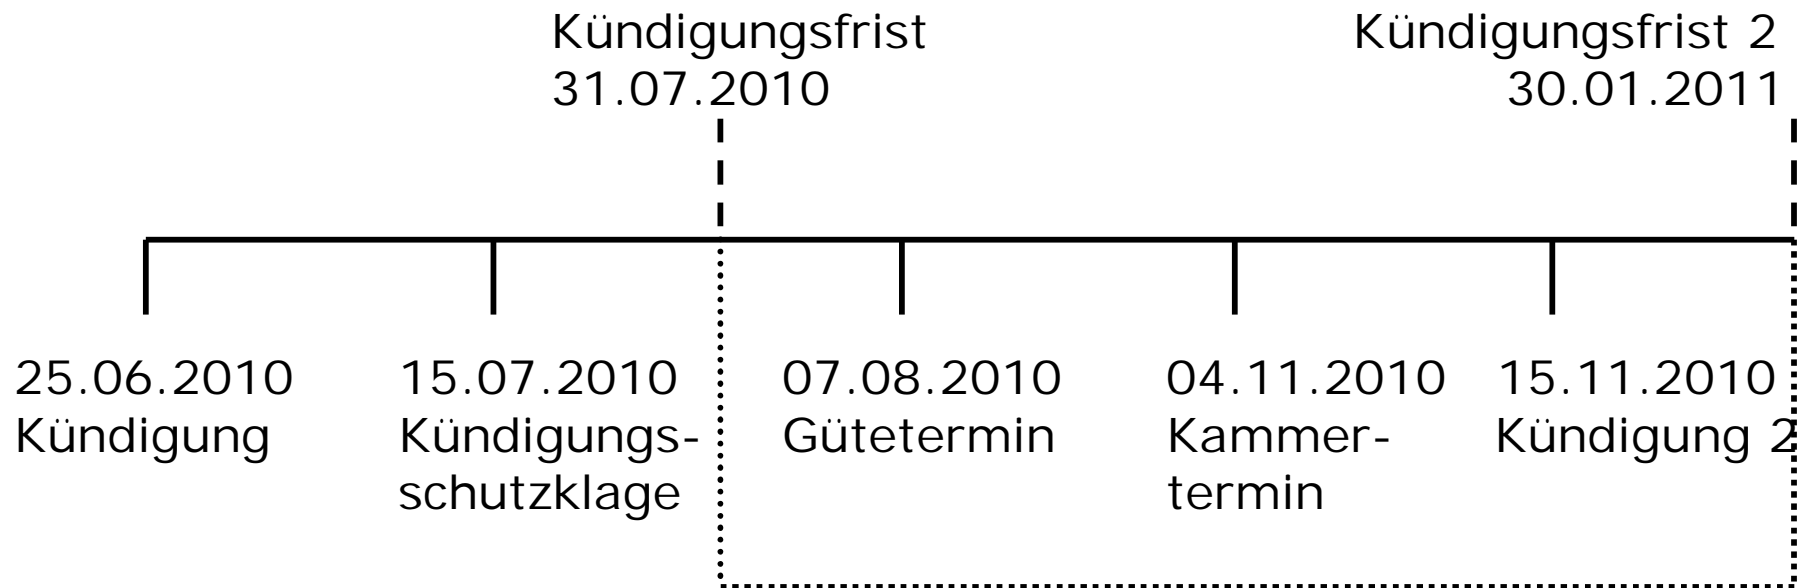 Kündigungsfrist
31.07.2010
Kündigungsfrist 2
30.01.2011
25.06.2010
Kündigung
15.07.2010
Kündigungs-
schutzklage
07.08.2010
Gütetermin
04.11.2010
Kammer-
termin
15.11.2010
Kündigung 2